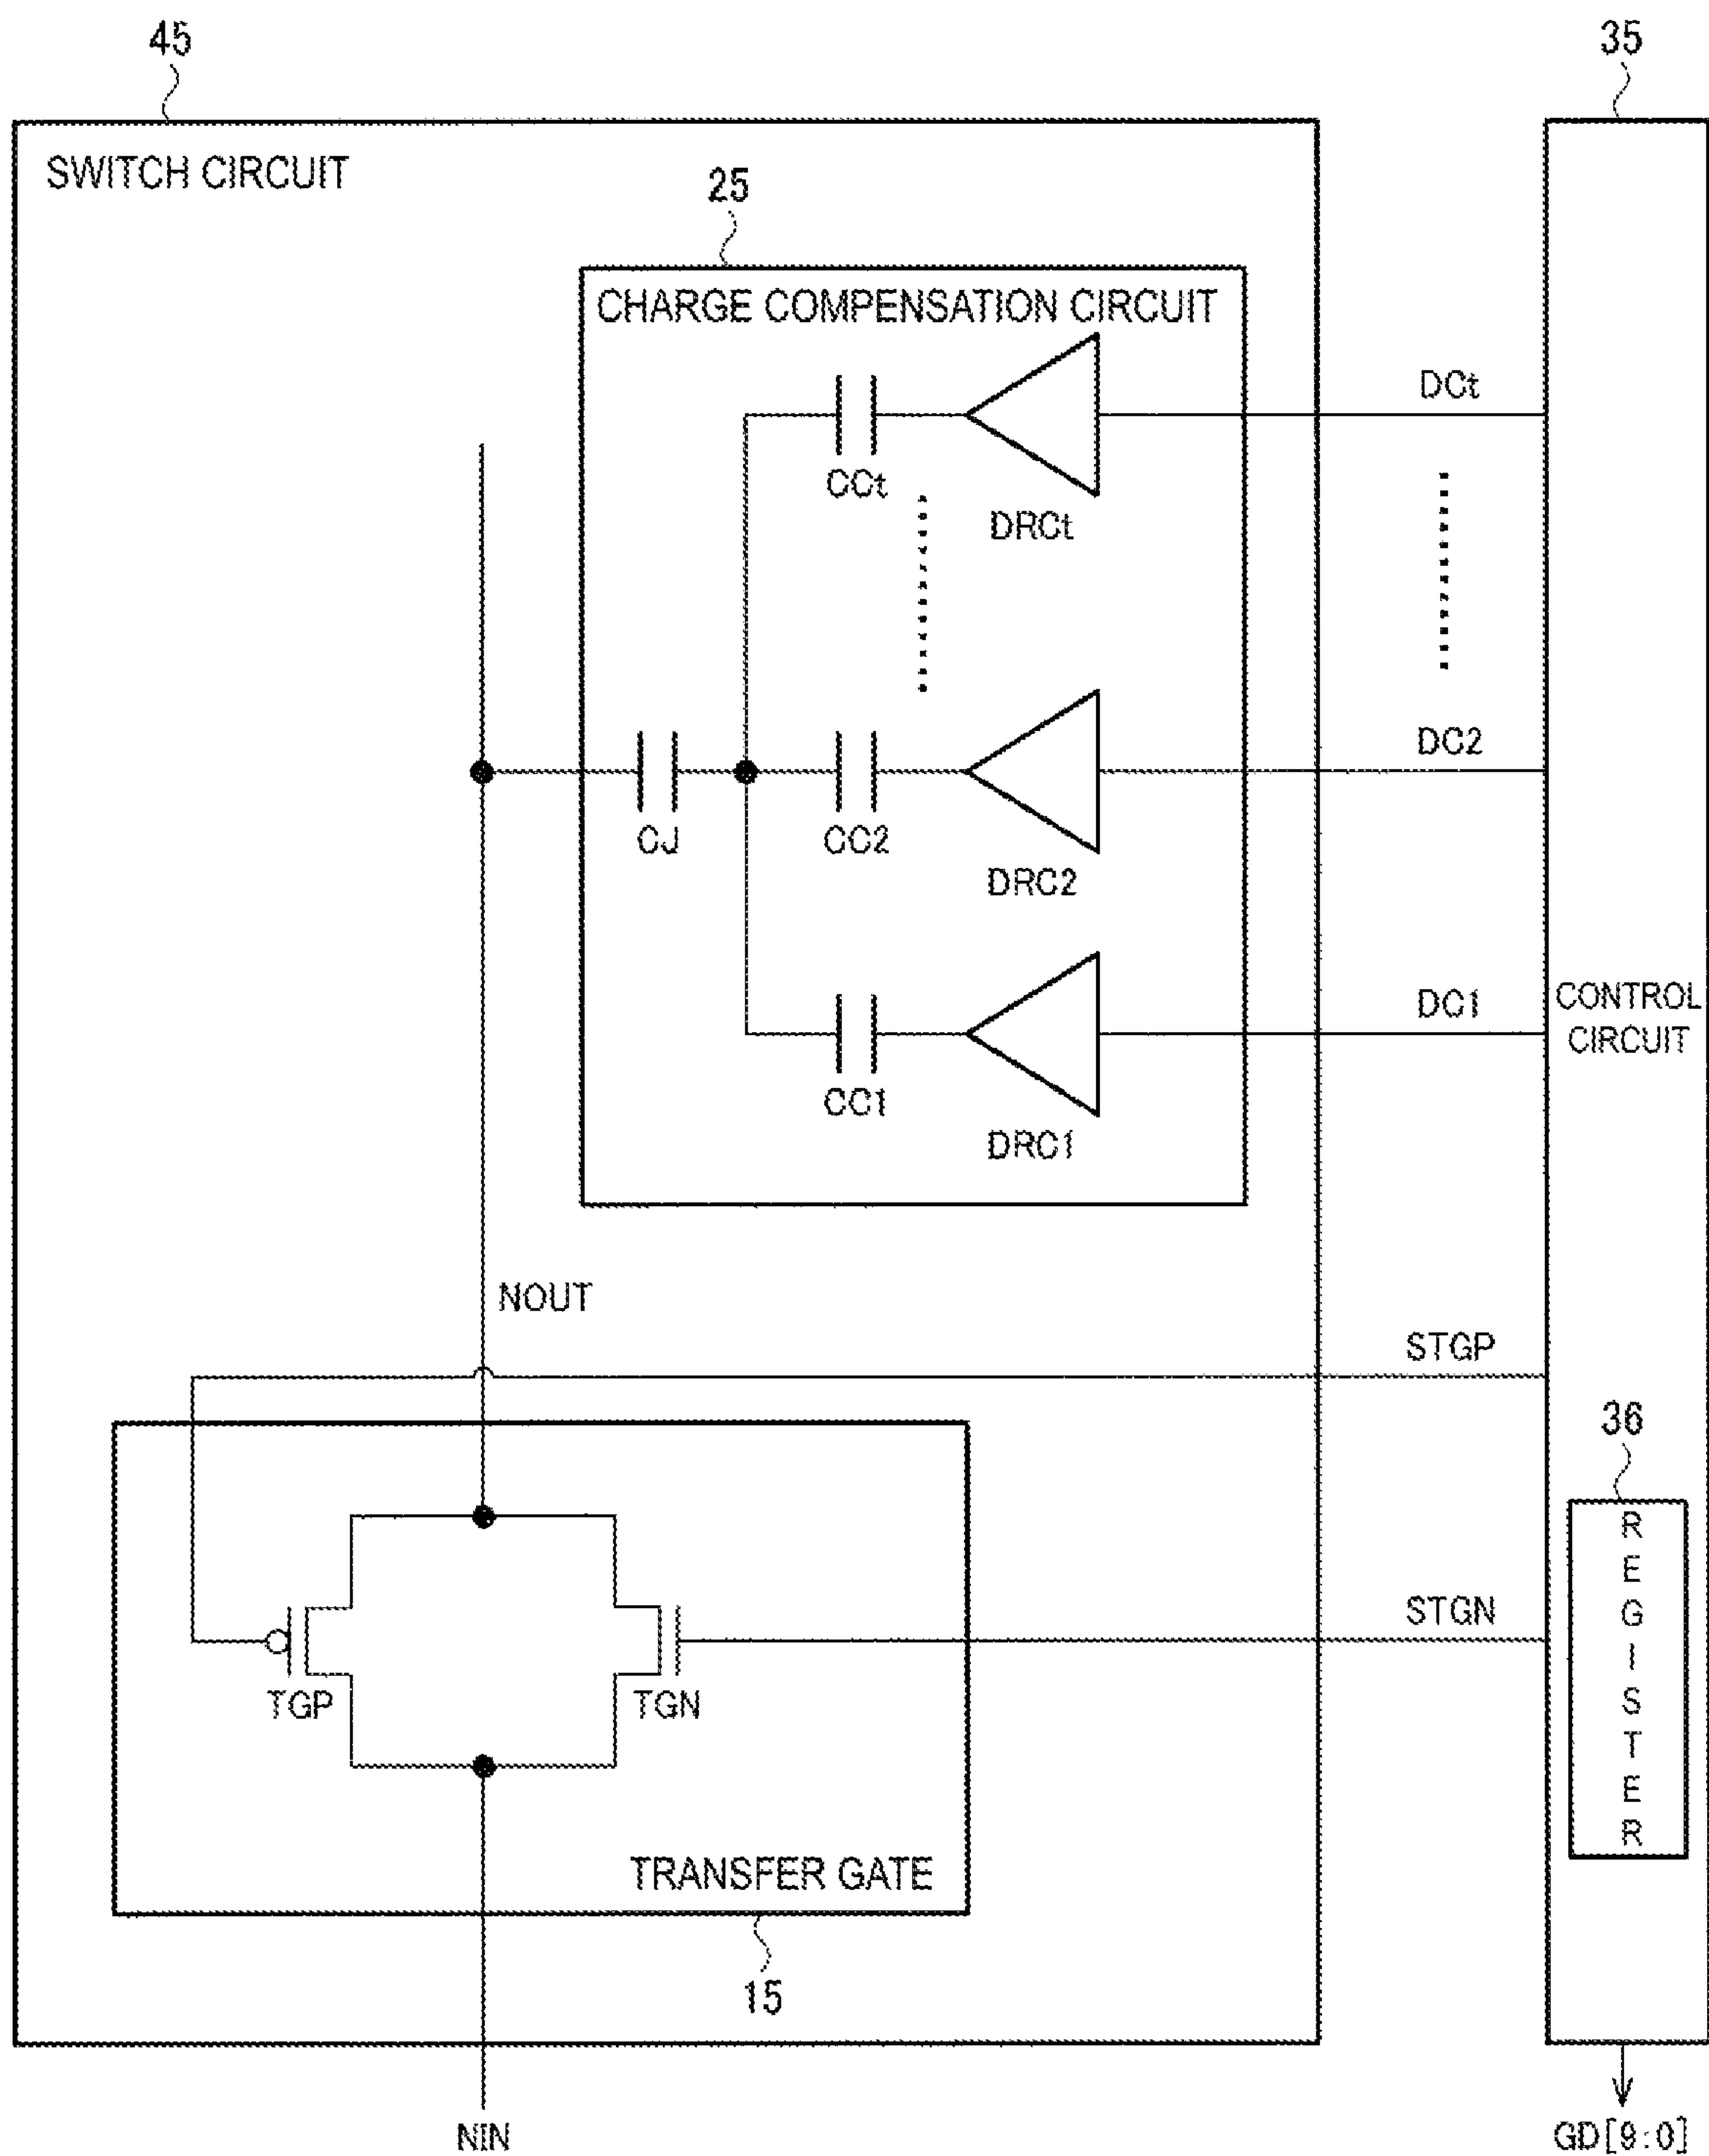 45
35
SWITCH CIRCUIT
25
CHARGE COMPENSATION CIRCUIT
DCt
CCt
DRCt
DC2
CJ
CC2
DRC2
DC1
CONTROL
CIRCUIT
CC1
DRC1
NOUT
STGP
36
REGISTER
STGN
TGP
TGN
TRANSFER GATE
15
NIN
GD[9:0]